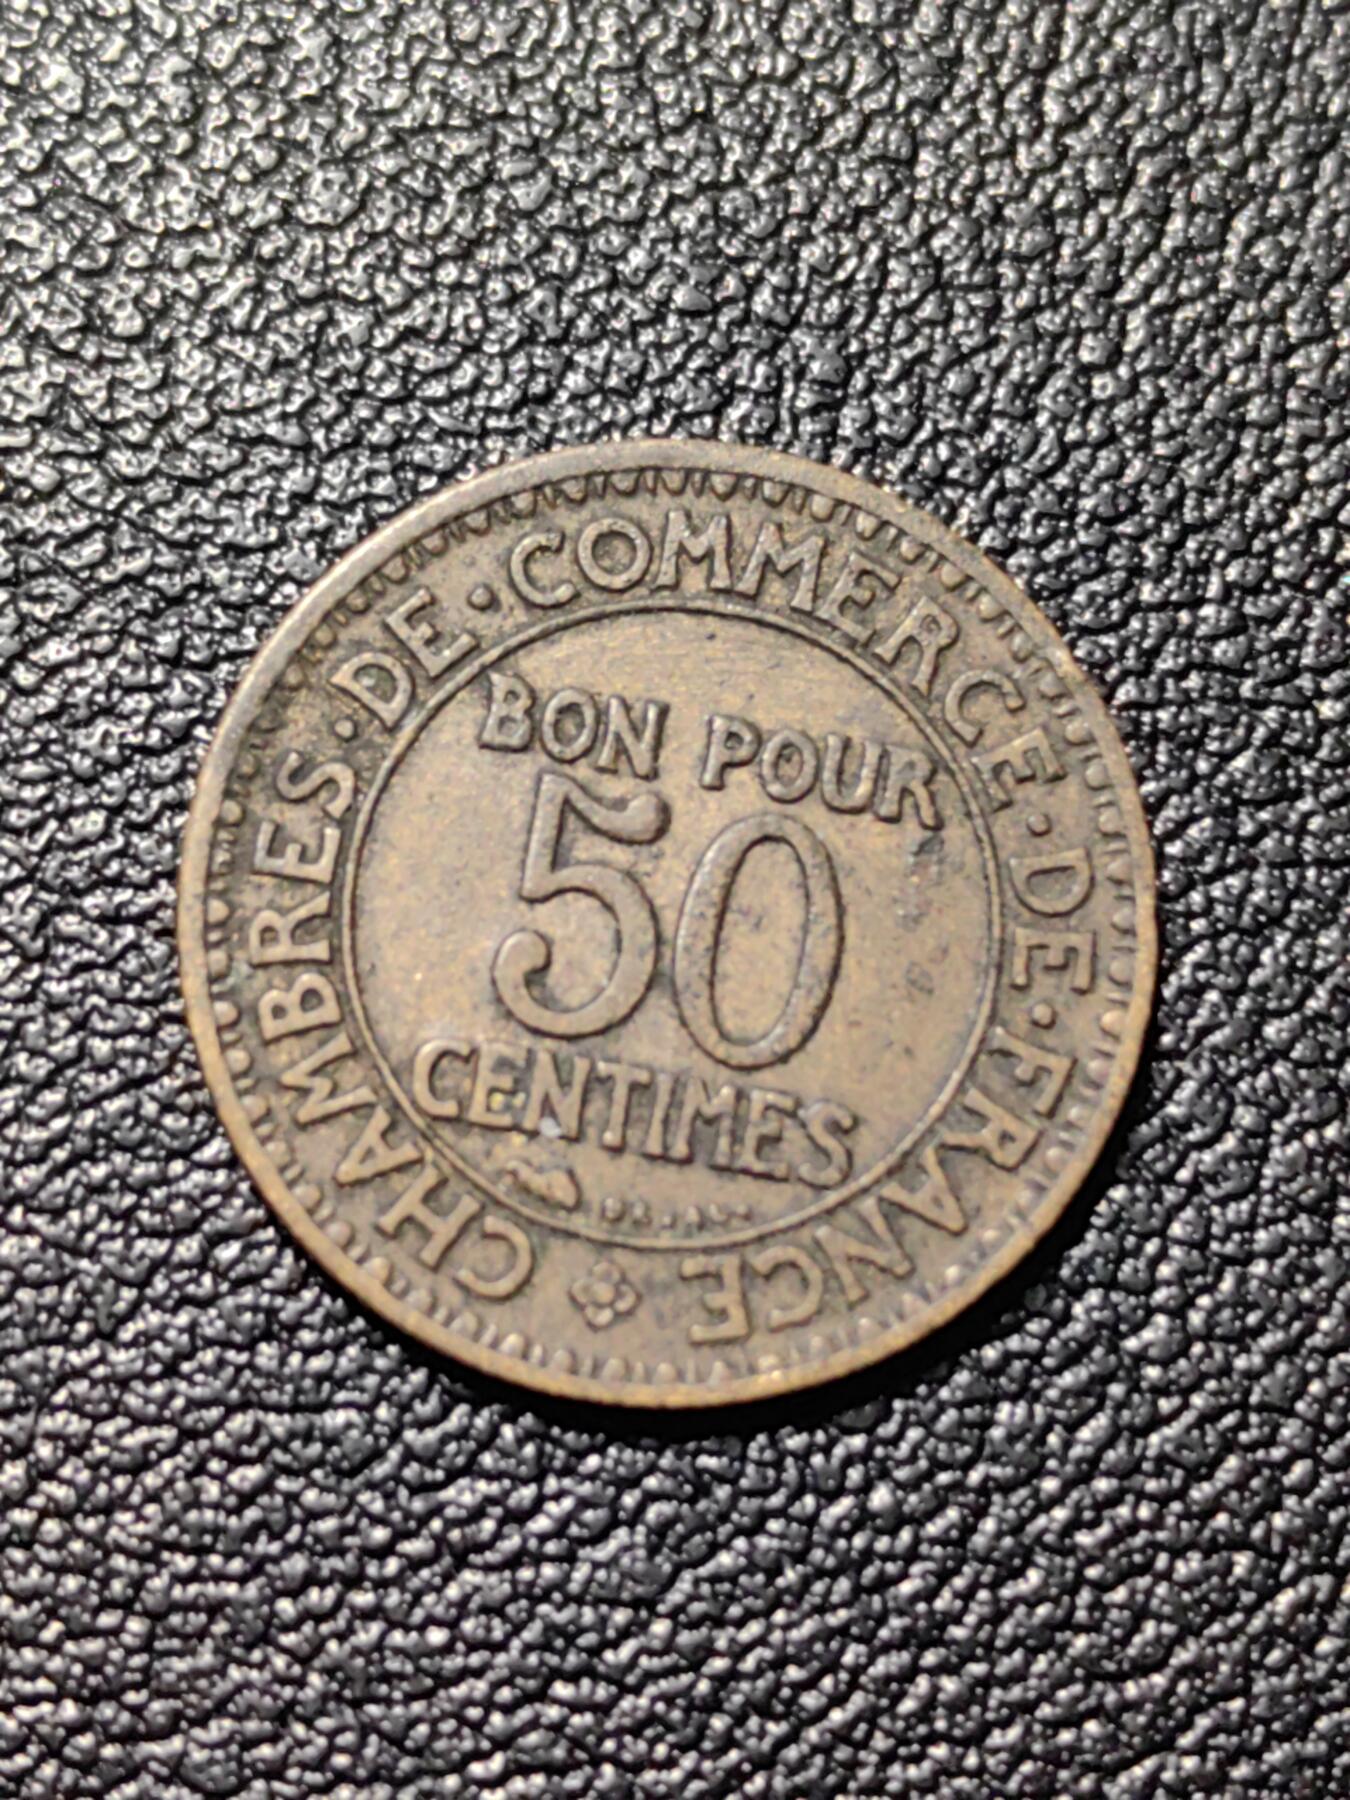 CHAMBRES · DE · COMMERCE · DE · FRANCE
BON POUR
50
CENTIMES